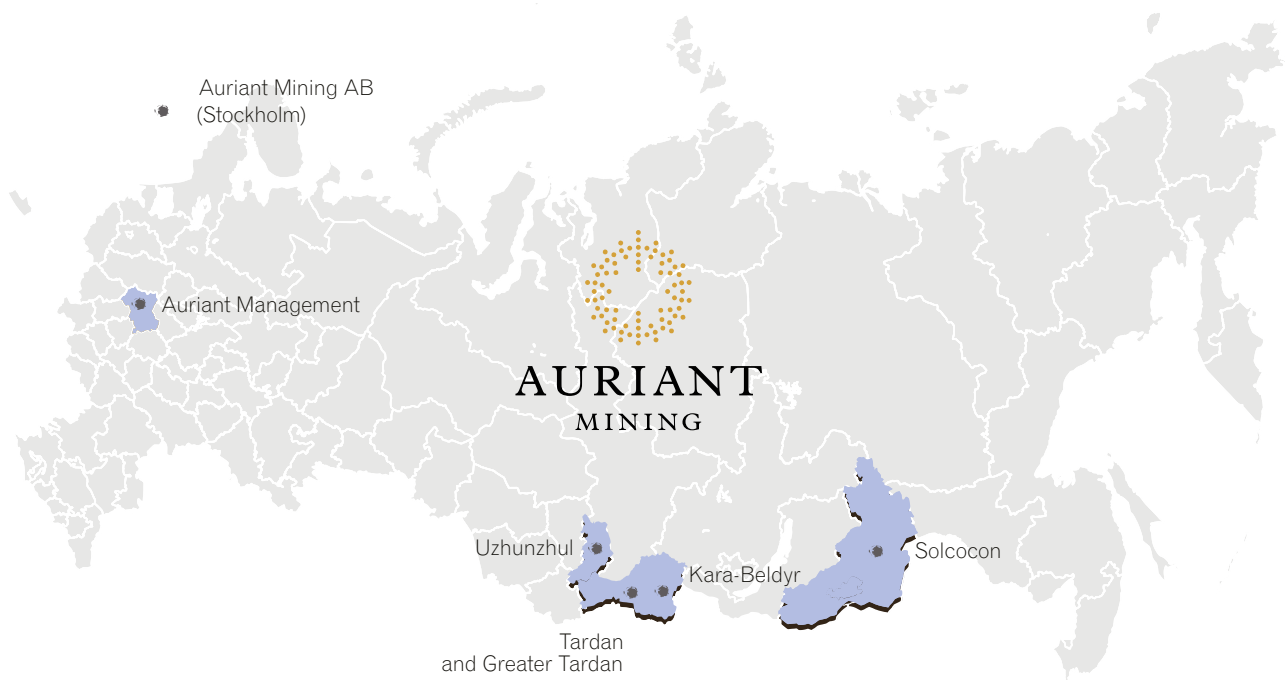 Auriant Mining AB
(Stockholm)
Auriant Management
AURIANT
MINING
Uzhunzhul
Solcocon
Kara-Beldyr
Tardan
and Greater Tardan